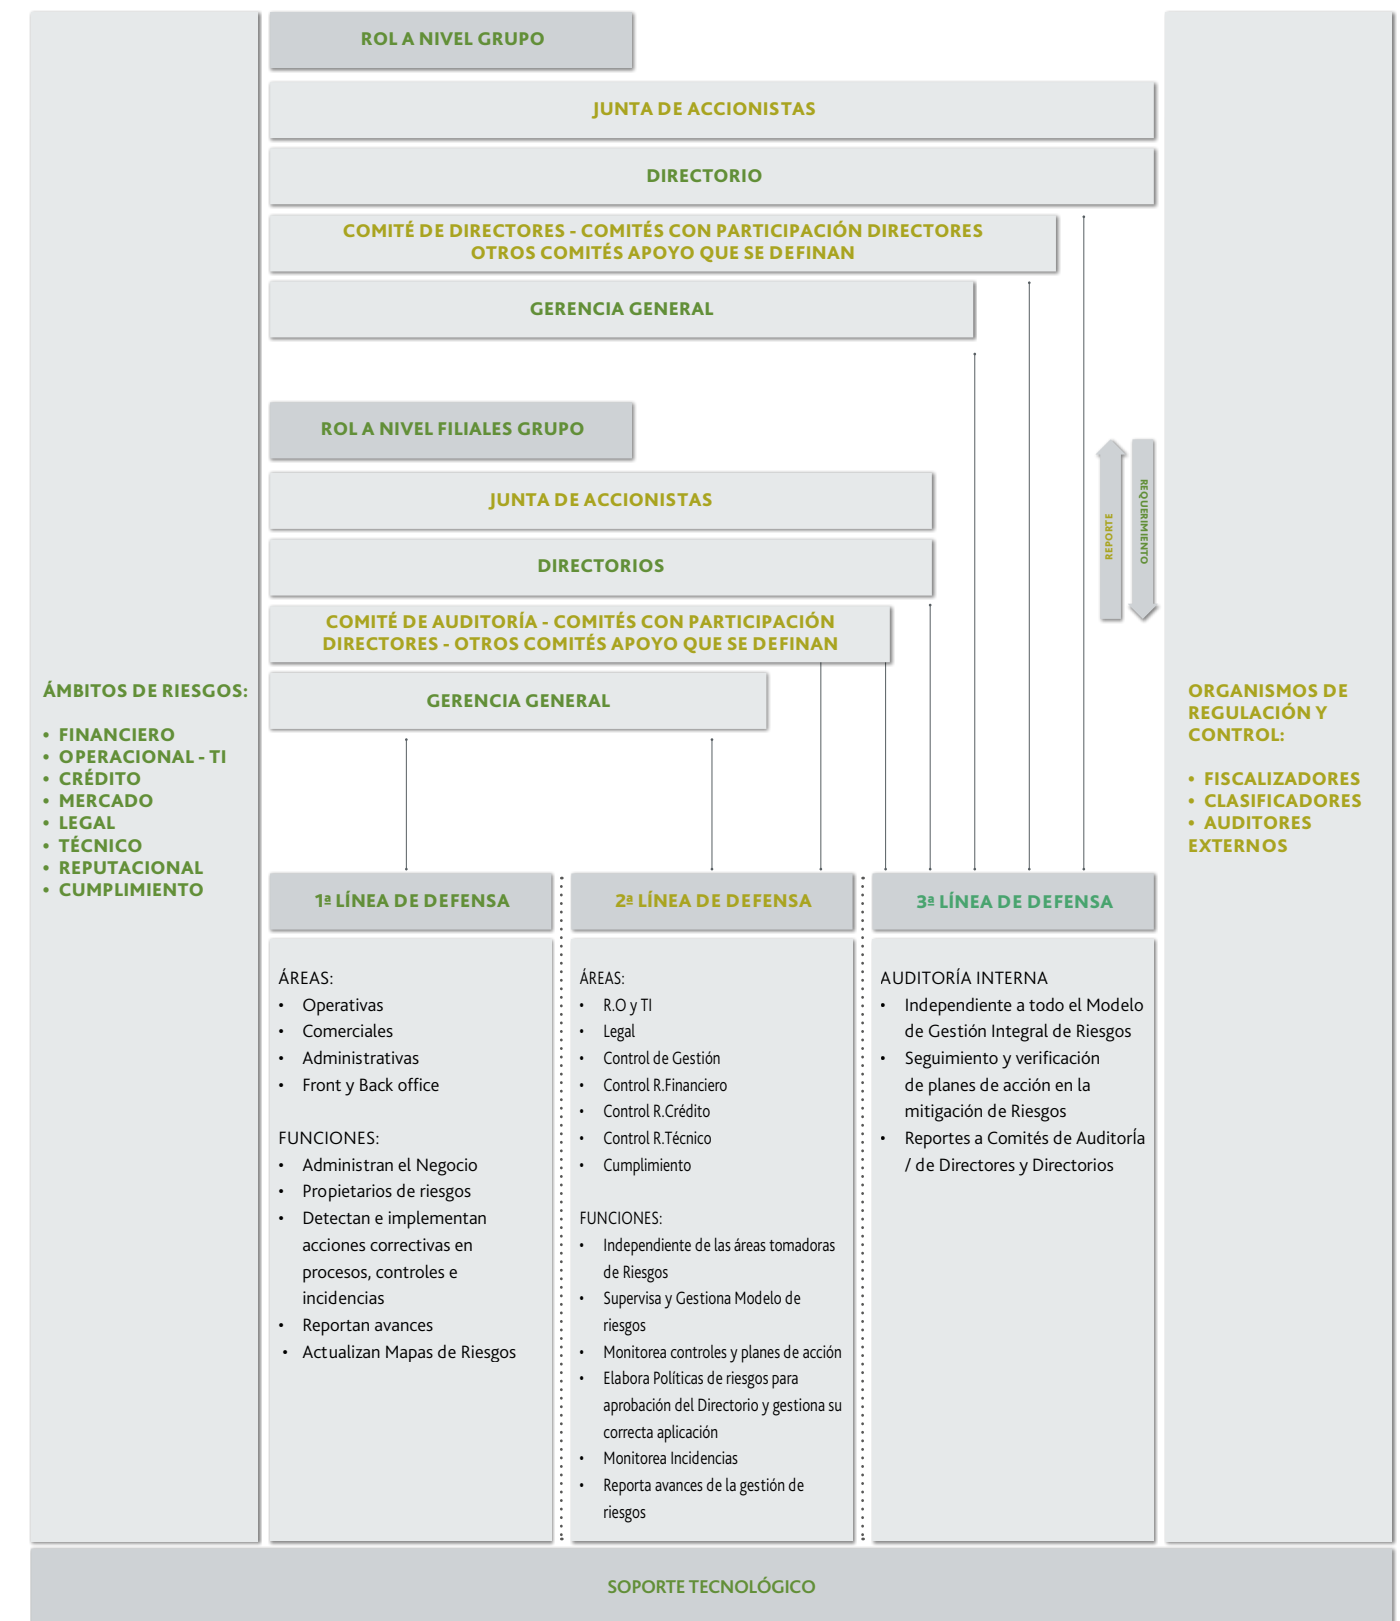 ROL A NIVEL GRUPO
JUNTA DE ACCIONISTAS
DIRECTORIO
COMITÉ DE DIRECTORES - COMITÉS CON PARTICIPACIÓN DIRECTORES
OTROS COMITÉS APOYO QUE SE DEFINAN
GERENCIA GENERAL
ROL A NIVEL FILIALES GRUPO
JUNTA DE ACCIONISTAS
DIRECTORIOS
COMITÉ DE AUDITORÍA - COMITÉS CON PARTICIPACIÓN
DIRECTORES - OTROS COMITÉS APOYO QUE SE DEFINAN
GERENCIA GENERAL
REPORTE
REQUERIMIENTO
ÁMBITOS DE RIESGOS:
• FINANCIERO
• OPERACIONAL - TI
• CRÉDITO
• MERCADO
• LEGAL
• TÉCNICO
• REPUTACIONAL
• CUMPLIMIENTO
ORGANISMOS DE
REGULACIÓN Y
CONTROL:
• FISCALIZADORES
• CLASIFICADORES
• AUDITORES
EXTERNOS
1ª LÍNEA DE DEFENSA
ÁREAS:
• Operativas
• Comerciales
• Administrativas
• Front y Back office
FUNCIONES:
• Administran el Negocio
• Propietarios de riesgos
• Detectan e implementan
acciones correctivas en
procesos, controles e
incidencias
• Reportan avances
• Actualizan Mapas de Riesgos
2ª LÍNEA DE DEFENSA
ÁREAS:
• R.O y TI
• Legal
• Control de Gestión
• Control R.Financiero
• Control R.Crédito
• Control R.Técnico
• Cumplimiento
FUNCIONES:
• Independiente de las áreas tomadoras
de Riesgos
• Supervisa y Gestiona Modelo de
riesgos
• Monitorea controles y planes de acción
• Elabora Políticas de riesgos para
aprobación del Directorio y gestiona su
correcta aplicación
• Monitorea Incidencias
• Reporta avances de la gestión de
riesgos
3ª LÍNEA DE DEFENSA
AUDITORÍA INTERNA
• Independiente a todo el Modelo
de Gestión Integral de Riesgos
• Seguimiento y verificación
de planes de acción en la
mitigación de Riesgos
• Reportes a Comités de AuditorÍa
/ de Directores y Directorios
SOPORTE TECNOLÓGICO